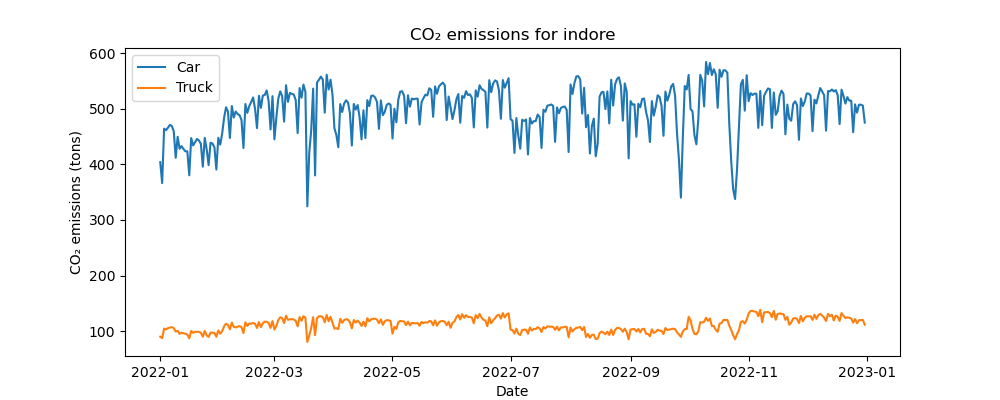 CO₂ emissions for indore
Car
Truck
CO₂ emissions (tons)
600
500
400
300
200
100
2022-01
2022-03
2022-05
2022-07
2022-09
2022-11
2023-01
Date